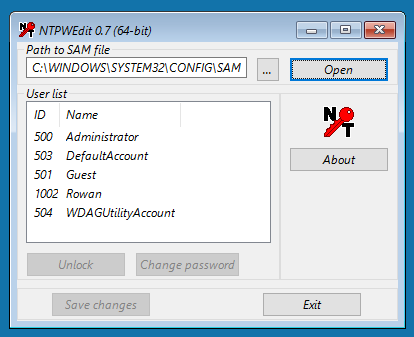 NTPWEdit 0.7 (64-bit)
Path to SAM file
C:\WINDOWS\SYSTEM32\CONFIG\SAM ... Open
User list
ID Name
500 Administrator
503 DefaultAccount
501 Guest
1002 Rowan
504 WDAGUtilityAccount
N T
About
Unlock Change password
Save changes Exit